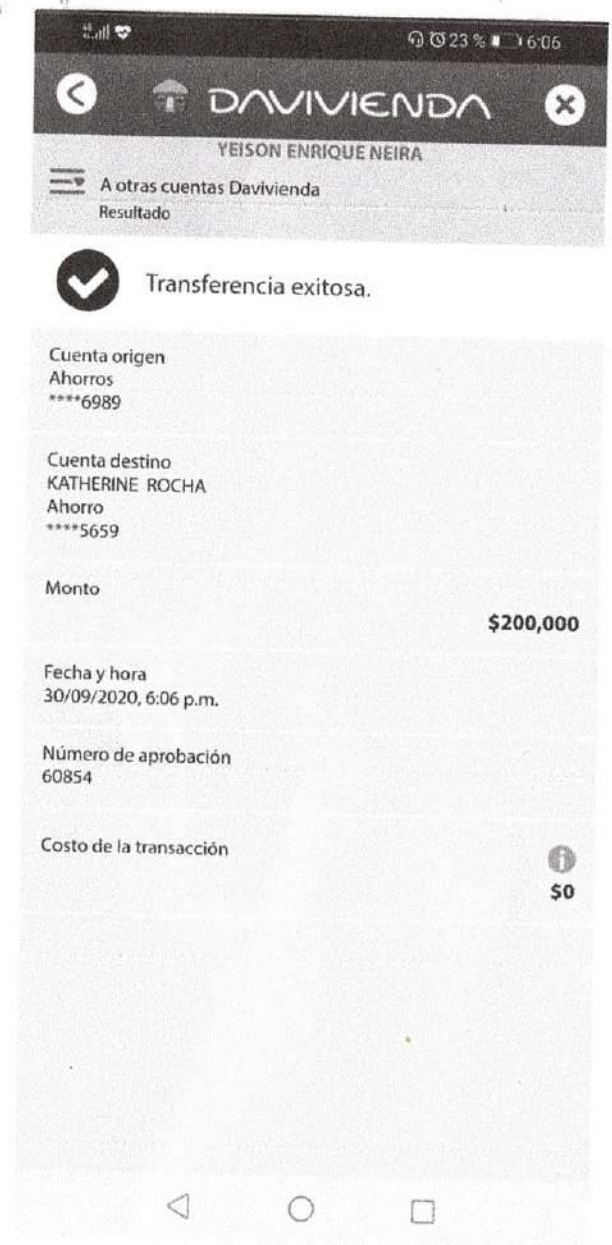 23 % 6:06
DAVIVIENDA
YEISON ENRIQUE NEIRA
A otras cuentas Davivienda
Resultado
Transferencia exitosa.
Cuenta origen
Ahorros
****6989
Cuenta destino
KATHERINE ROCHA
Ahorro
****5659
Monto
$200,000
Fecha y hora
30/09/2020, 6:06 p.m.
Número de aprobación
60854
Costo de la transacción
$0